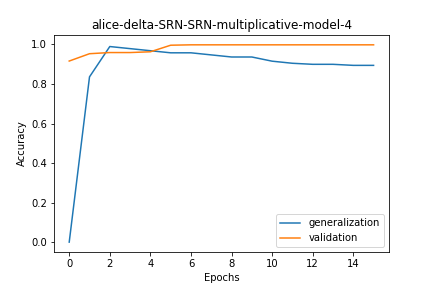 alice-delta-SRN-SRN-multiplicative-model-4
1.0
0.8
0.6
0.4
0.2
0.0
Accuracy
generalization
validation
0 2 4 6 8 10 12 14
Epochs